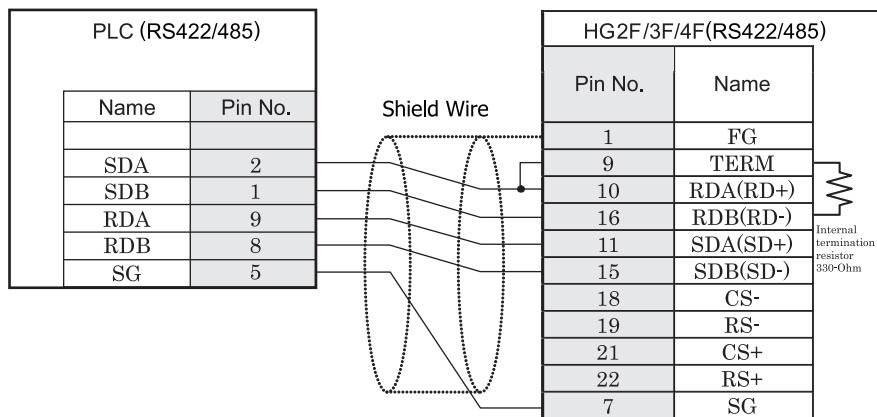 PLC (RS422/485)
Name Pin No.
SDA 2
SDB 1
RDA 9
RDB 8
SG 5
Shield Wire
HG2F/3F/4F(RS422/485)
Pin No. Name
1 FG
9 TERM
10 RDA(RD+)
16 RDB(RD-)
11 SDA(SD+)
15 SDB(SD-)
18 CS-
19 RS-
21 CS+
22 RS+
7 SG
Internal
termination
resistor
330-Ohm